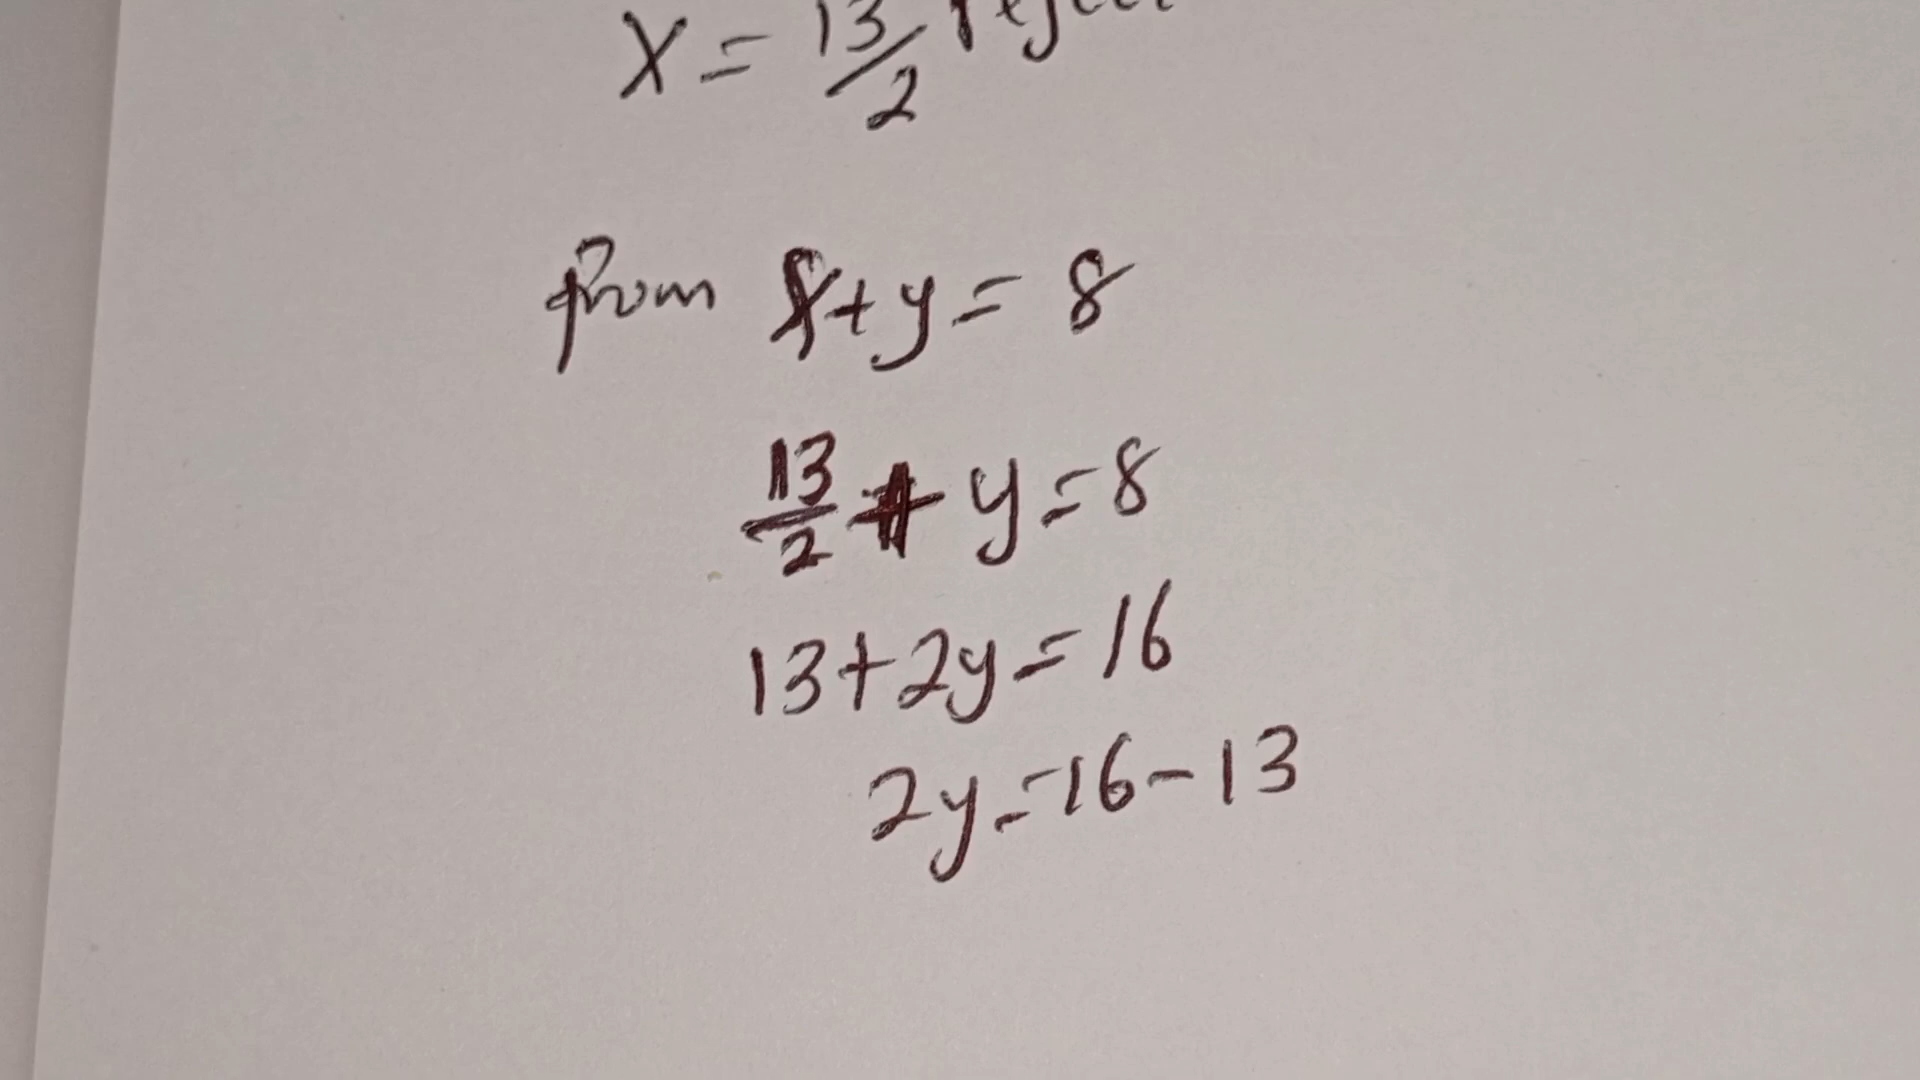 x = 13/2
from x+y = 8
13/2 + y = 8
13+2y = 16
2y = 16-13